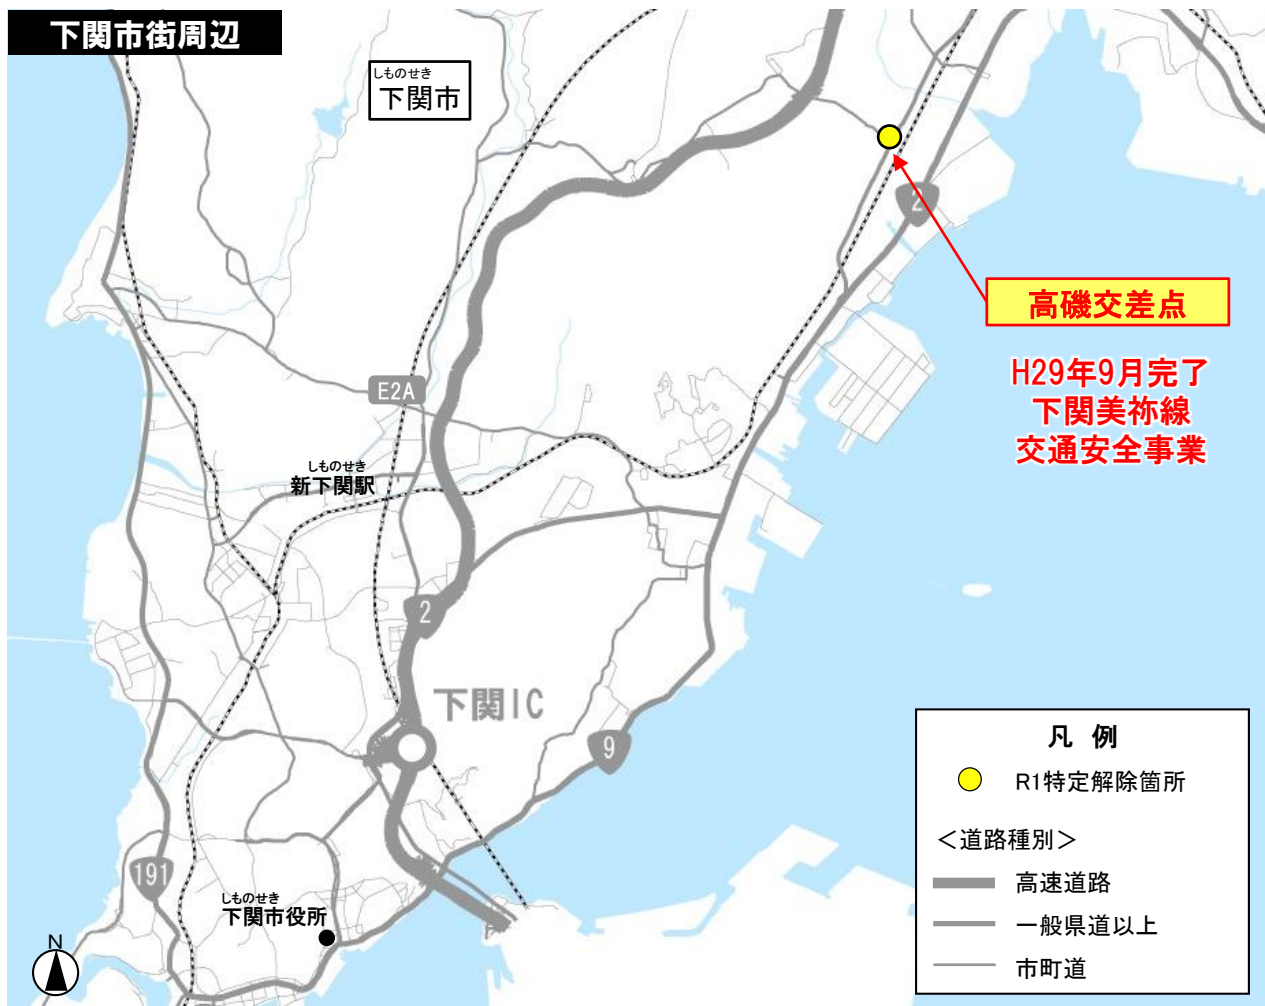 下関市街周辺
しものせき
下関市
2
高磯交差点
H29年9月完了
下関美祢線
交通安全事業
E2A
しものせき
新下関駅
2
下関IC
9
191
しものせき
下関市役所
N
凡 例
R1特定解除箇所
＜道路種別＞
高速道路
一般県道以上
市町道